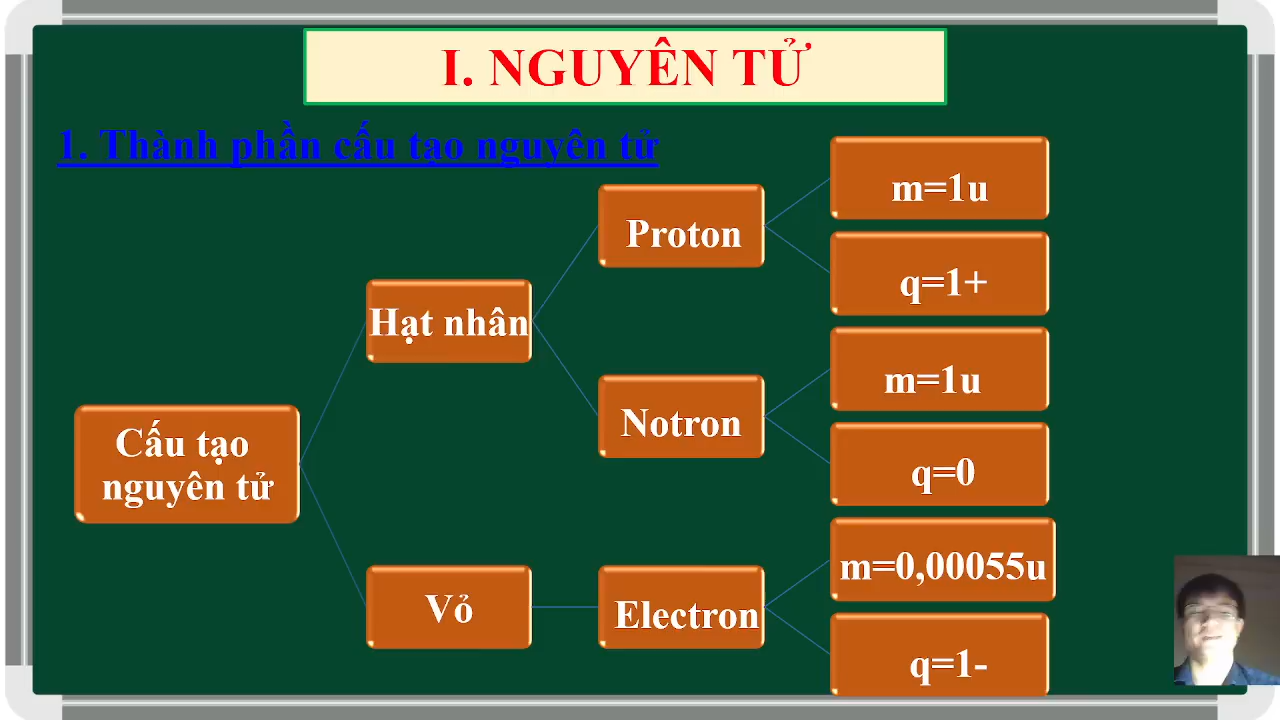 I. NGUYÊN TỬ
1. Thành phần cấu tạo nguyên tử
Cấu tạo
nguyên tử
Hạt nhân
Vỏ
Proton
Notron
Electron
m=1u
q=1+
m=1u
q=0
m=0,00055u
q=1-